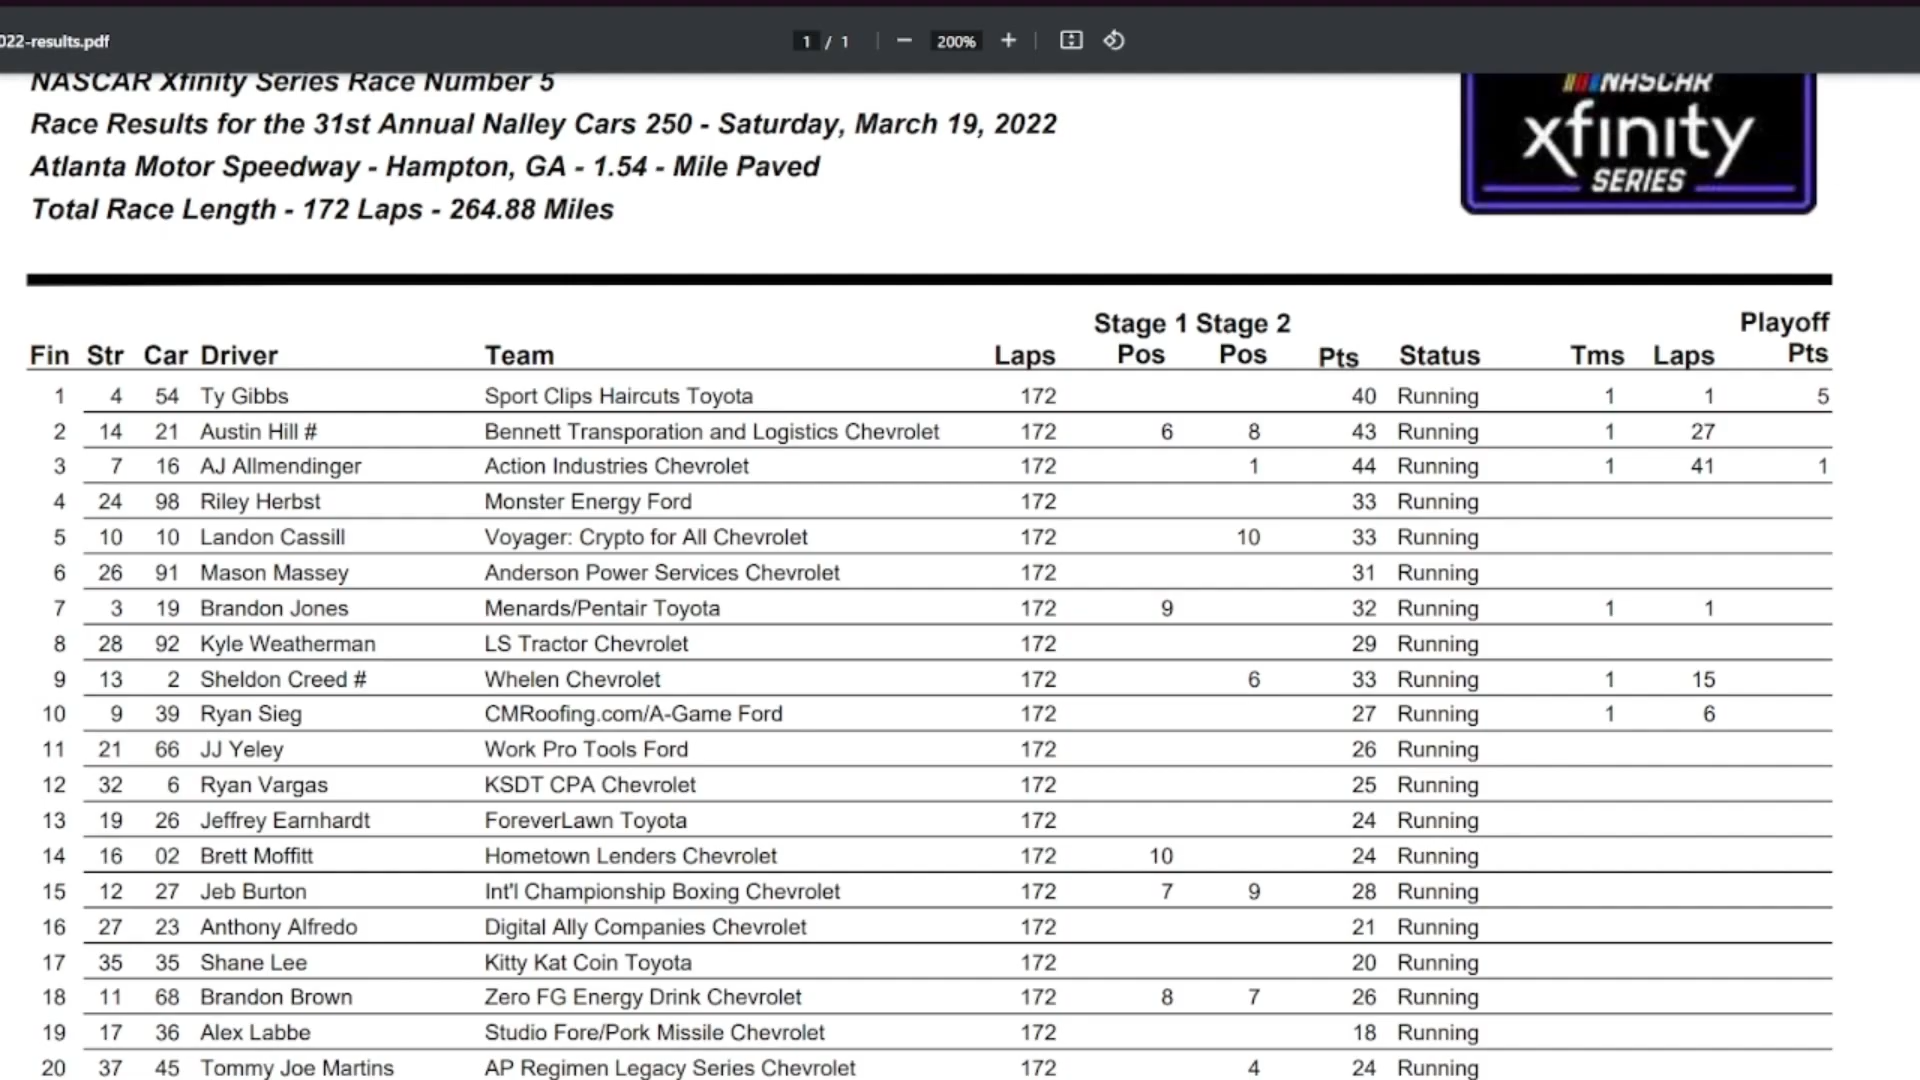 022-results.pdf 1 / 1 200%
NASCAR Xfinity Series Race Number 5
Race Results for the 31st Annual Nalley Cars 250 - Saturday, March 19, 2022
Atlanta Motor Speedway - Hampton, GA - 1.54 - Mile Paved
Total Race Length - 172 Laps - 264.88 Miles
NASCAR
xfinity
SERIES
Stage 1 Stage 2 Playoff
Fin Str Car Driver Team Laps Pos Pos Pts Status Tms Laps Pts
1 4 54 Ty Gibbs Sport Clips Haircuts Toyota 172 40 Running 1 1 5
2 14 21 Austin Hill # Bennett Transporation and Logistics Chevrolet 172 6 8 43 Running 1 27
3 7 16 AJ Allmendinger Action Industries Chevrolet 172 1 44 Running 1 41 1
4 24 98 Riley Herbst Monster Energy Ford 172 33 Running
5 10 10 Landon Cassill Voyager: Crypto for All Chevrolet 172 10 33 Running
6 26 91 Mason Massey Anderson Power Services Chevrolet 172 31 Running
7 3 19 Brandon Jones Menards/Pentair Toyota 172 9 32 Running 1 1
8 28 92 Kyle Weatherman LS Tractor Chevrolet 172 29 Running
9 13 2 Sheldon Creed # Whelen Chevrolet 172 6 33 Running 1 15
10 9 39 Ryan Sieg CMRoofing.com/A-Game Ford 172 27 Running 1 6
11 21 66 JJ Yeley Work Pro Tools Ford 172 26 Running
12 32 6 Ryan Vargas KSDT CPA Chevrolet 172 25 Running
13 19 26 Jeffrey Earnhardt ForeverLawn Toyota 172 24 Running
14 16 02 Brett Moffitt Hometown Lenders Chevrolet 172 10 24 Running
15 12 27 Jeb Burton Int'l Championship Boxing Chevrolet 172 7 9 28 Running
16 27 23 Anthony Alfredo Digital Ally Companies Chevrolet 172 21 Running
17 35 35 Shane Lee Kitty Kat Coin Toyota 172 20 Running
18 11 68 Brandon Brown Zero FG Energy Drink Chevrolet 172 8 7 26 Running
19 17 36 Alex Labbe Studio Fore/Pork Missile Chevrolet 172 18 Running
20 37 45 Tommy Joe Martins AP Regimen Legacy Series Chevrolet 172 4 24 Running